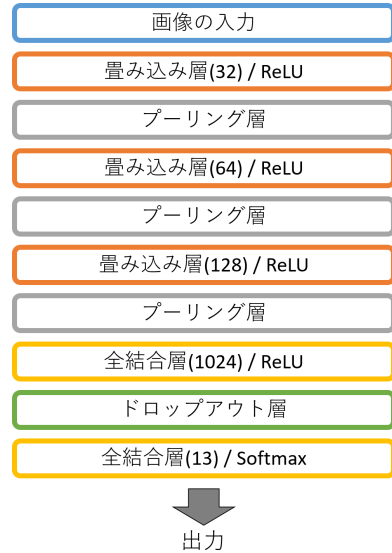 画像の入力
畳み込み層(32) / ReLU
プーリング層
畳み込み層(64) / ReLU
プーリング層
畳み込み層(128) / ReLU
プーリング層
全結合層(1024) / ReLU
ドロップアウト層
全結合層(13) / Softmax
出力